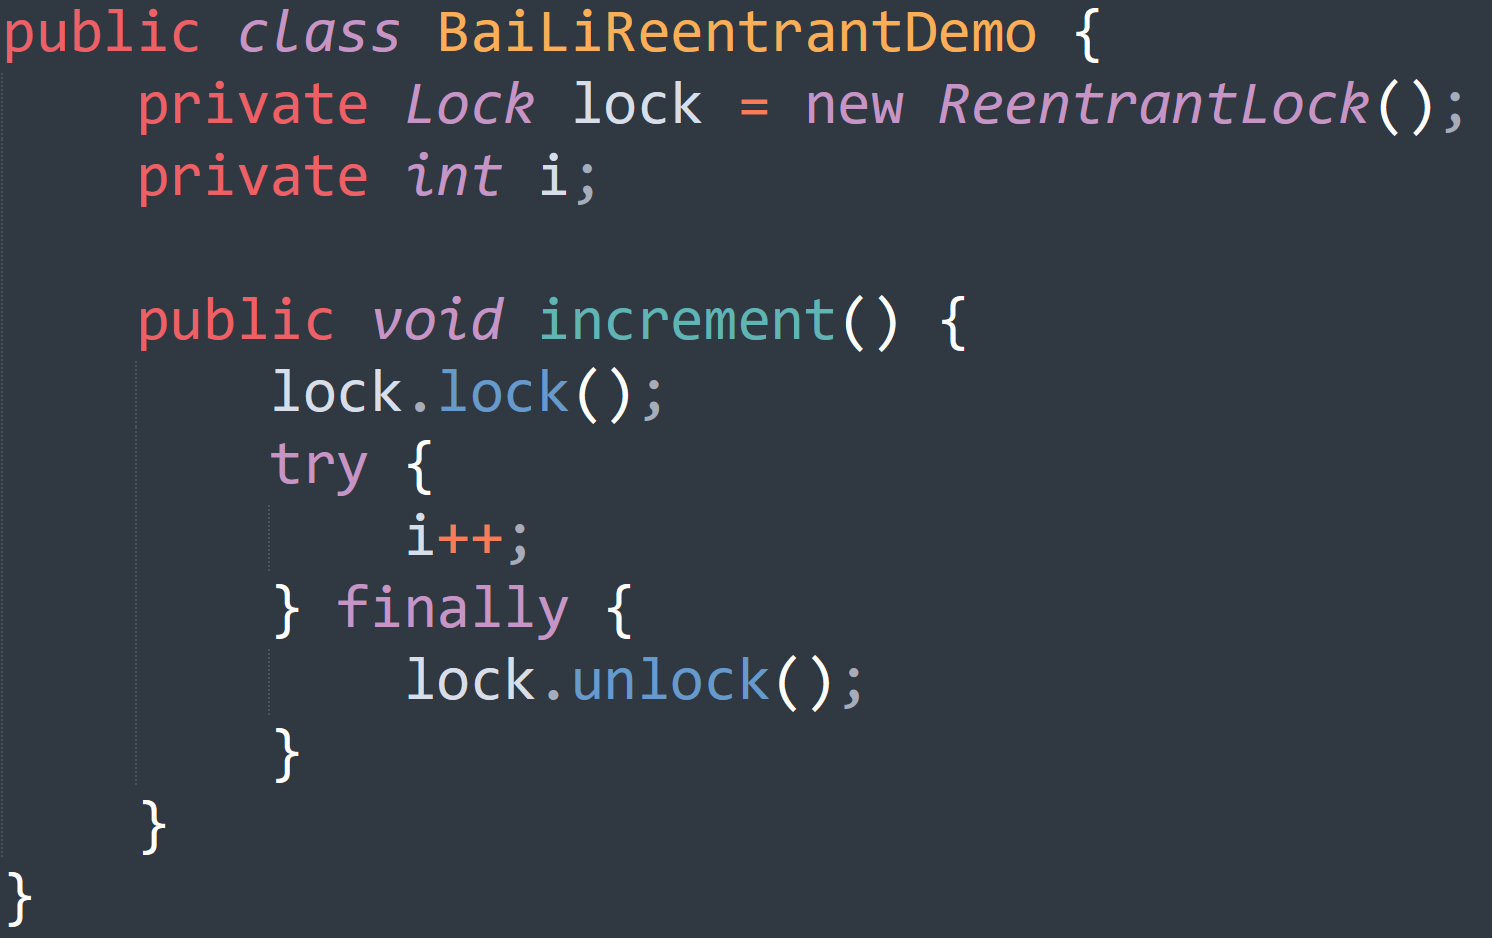 public class BaiLiReentrantDemo {
    private Lock lock = new ReentrantLock();
    private int i;

    public void increment() {
        lock.lock();
        try {
            i++;
        } finally {
            lock.unlock();
        }
    }
}